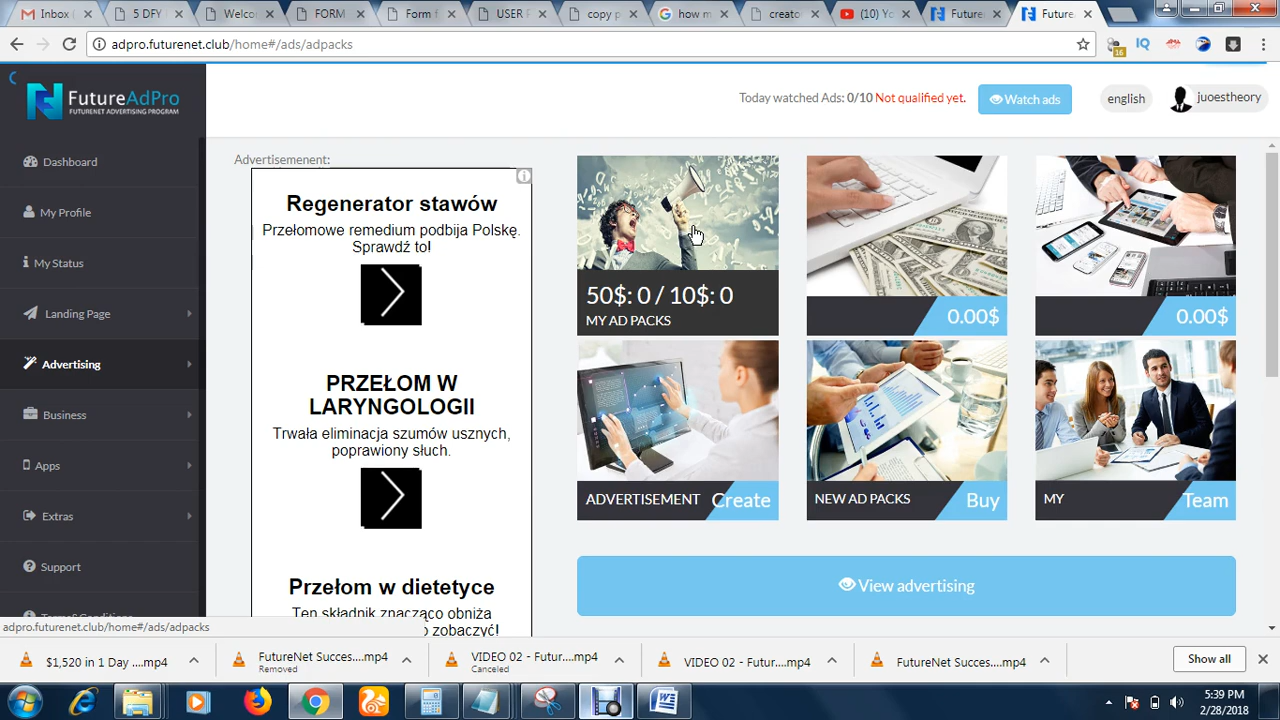 Inbox (
5 DFY
Welco
FORM
Form f
USER F
copy p
how m
creato
(10) Yo
Future
Future
adpro.futurenet.club/home#/ads/adpacks
16
IQ
FutureAdPro
FUTURENET ADVERTISING PROGRAM
Today watched Ads: 0/10 Not qualified yet.
Watch ads
english
juoestheory
Dashboard
My Profile
My Status
Landing Page
Advertising
Business
Apps
Extras
Support
Terms&Conditions
Advertisemenent:
Regenerator stawów
Przełomowe remedium podbija Polskę.
Sprawdź to!
PRZEŁOM W
LARYNGOLOGII
Trwała eliminacja szumów usznych,
poprawiony słuch.
Przełom w dietetyce
Ten składnik znacząco obniża
o zobaczyć!
50$: 0 / 10$: 0
MY AD PACKS
0.00$
0.00$
ADVERTISEMENT Create
NEW AD PACKS Buy
MY Team
View advertising
adpro.futurenet.club/home#/ads/adpacks
$1,520 in 1 Day ....mp4
FutureNet Succes....mp4
Removed
VIDEO 02 - Futur....mp4
Canceled
VIDEO 02 - Futur....mp4
FutureNet Succes....mp4
Show all
5:39 PM
2/28/2018